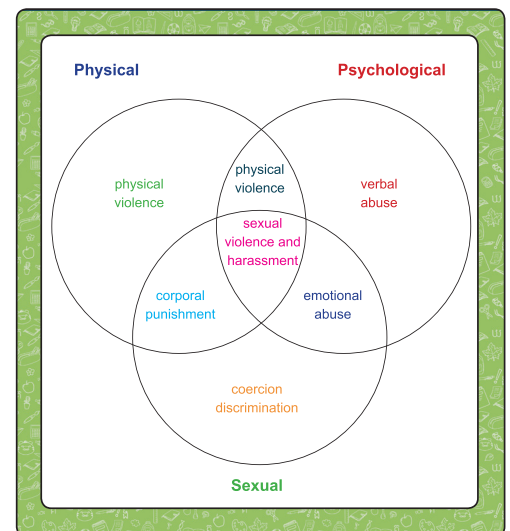 Physical
Psychological
physical
violence
physical
violence
verbal
abuse
sexual
violence and
harassment
corporal
punishment
emotional
abuse
coercion
discrimination
Sexual